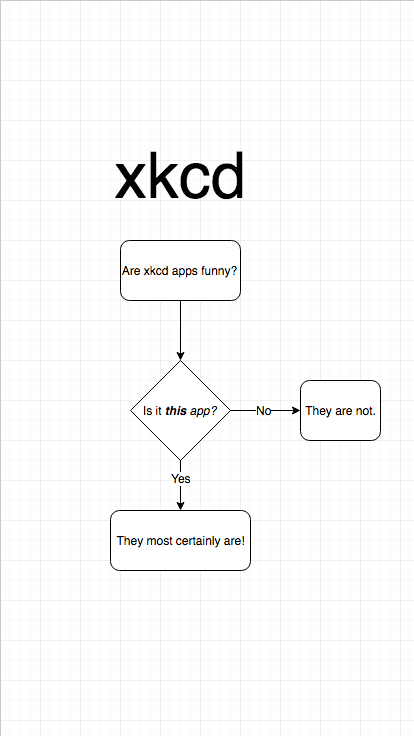 xkcd
Are xkcd apps funny?
Is it this app?
No
They are not.
Yes
They most certainly are!